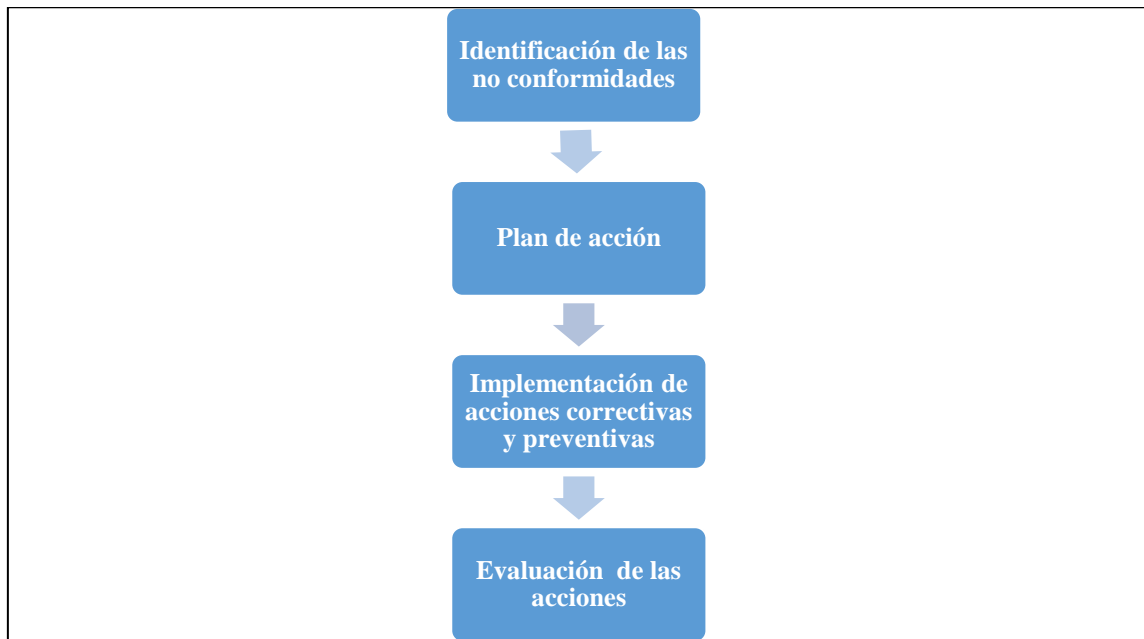 Identificación de las
no conformidades
Plan de acción
Implementación de
acciones correctivas
y preventivas
Evaluación  de las
acciones